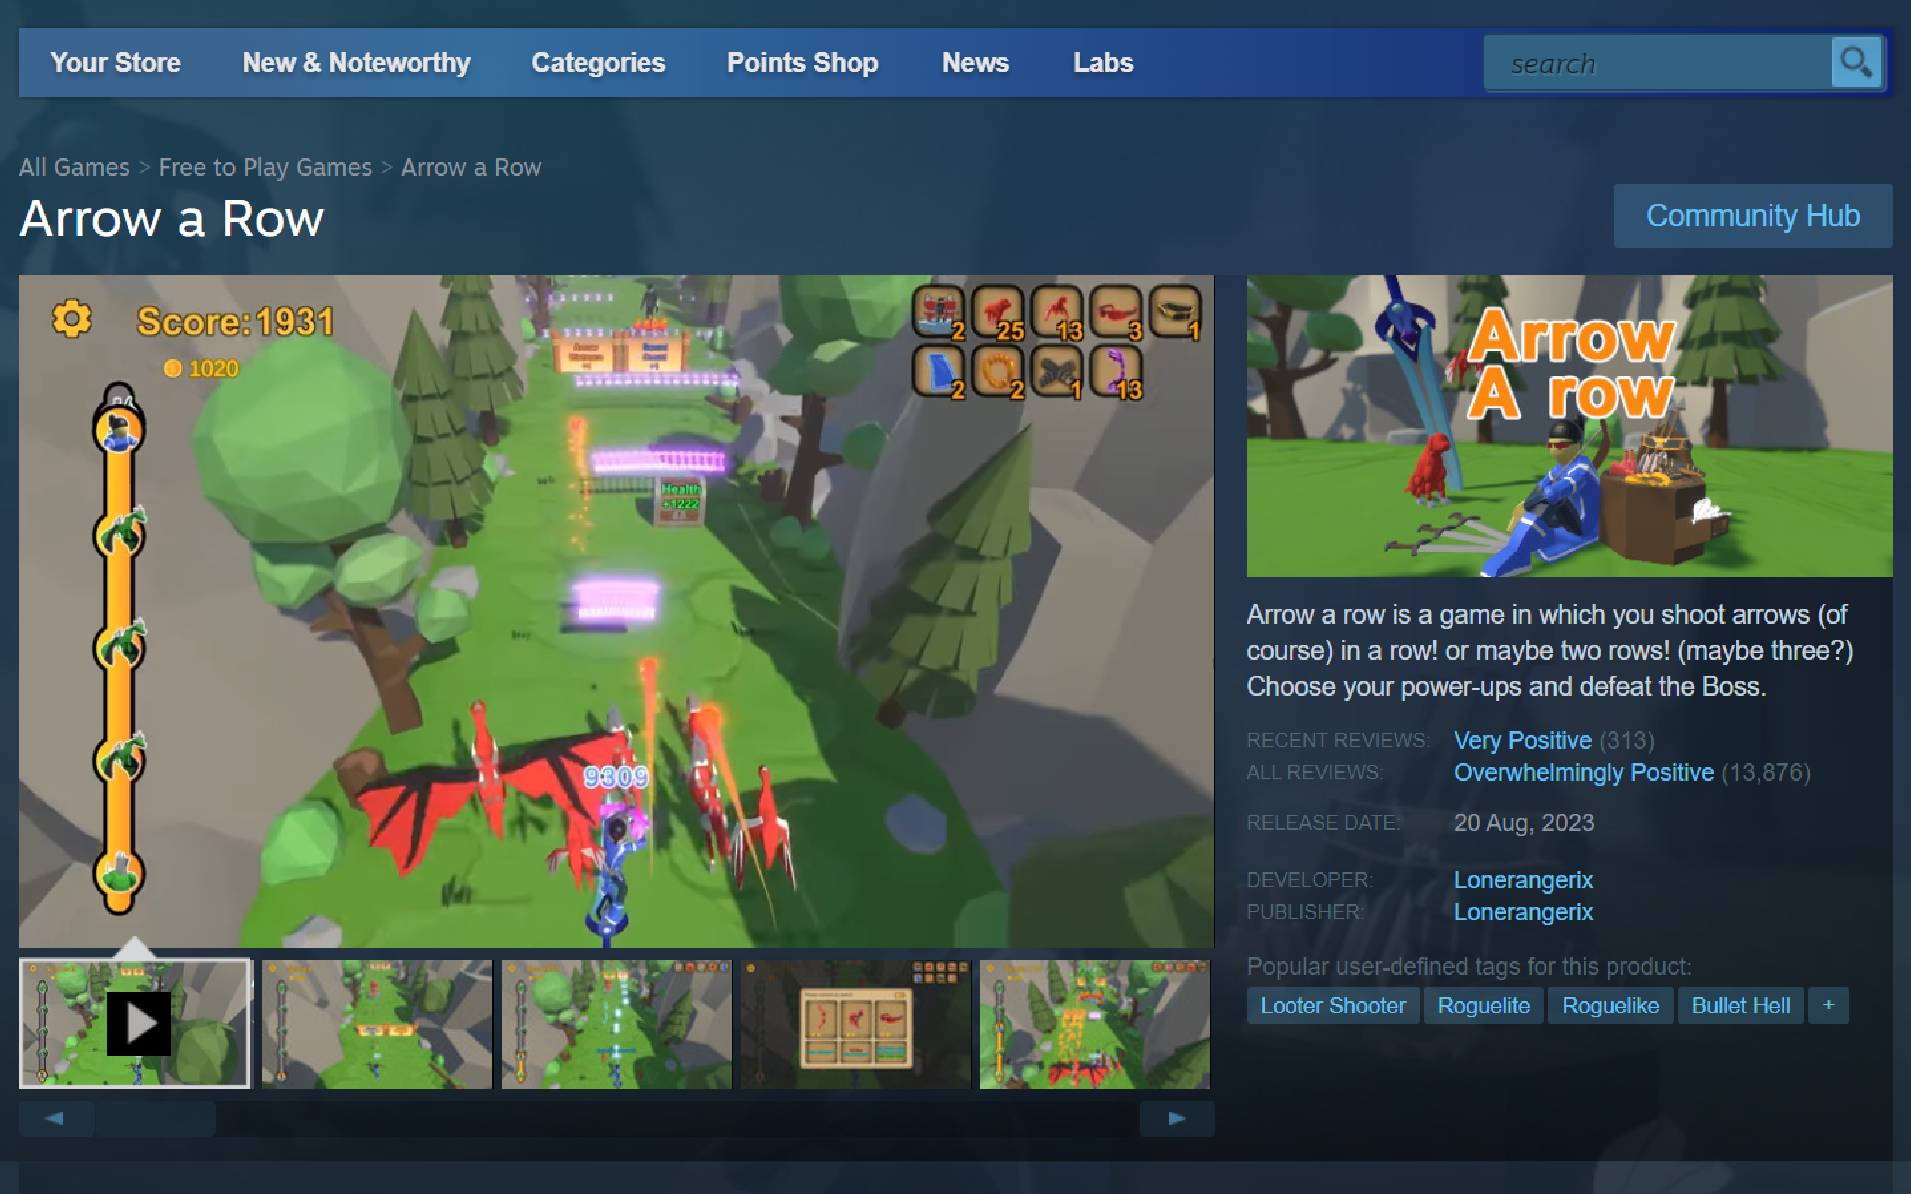 Your Store
New & Noteworthy
Categories
Points Shop
News
Labs
search
All Games > Free to Play Games > Arrow a Row
Arrow a Row
Community Hub
Score:1931
1020
2
25
13
3
1
2
2
1
13
Health
+1222
9309
Arrow
A row
Arrow a row is a game in which you shoot arrows (of
course) in a row! or maybe two rows! (maybe three?)
Choose your power-ups and defeat the Boss.
RECENT REVIEWS: Very Positive (313)
ALL REVIEWS: Overwhelmingly Positive (13,876)
RELEASE DATE: 20 Aug, 2023
DEVELOPER: Lonerangerix
PUBLISHER: Lonerangerix
Popular user-defined tags for this product:
Looter Shooter
Roguelite
Roguelike
Bullet Hell
+